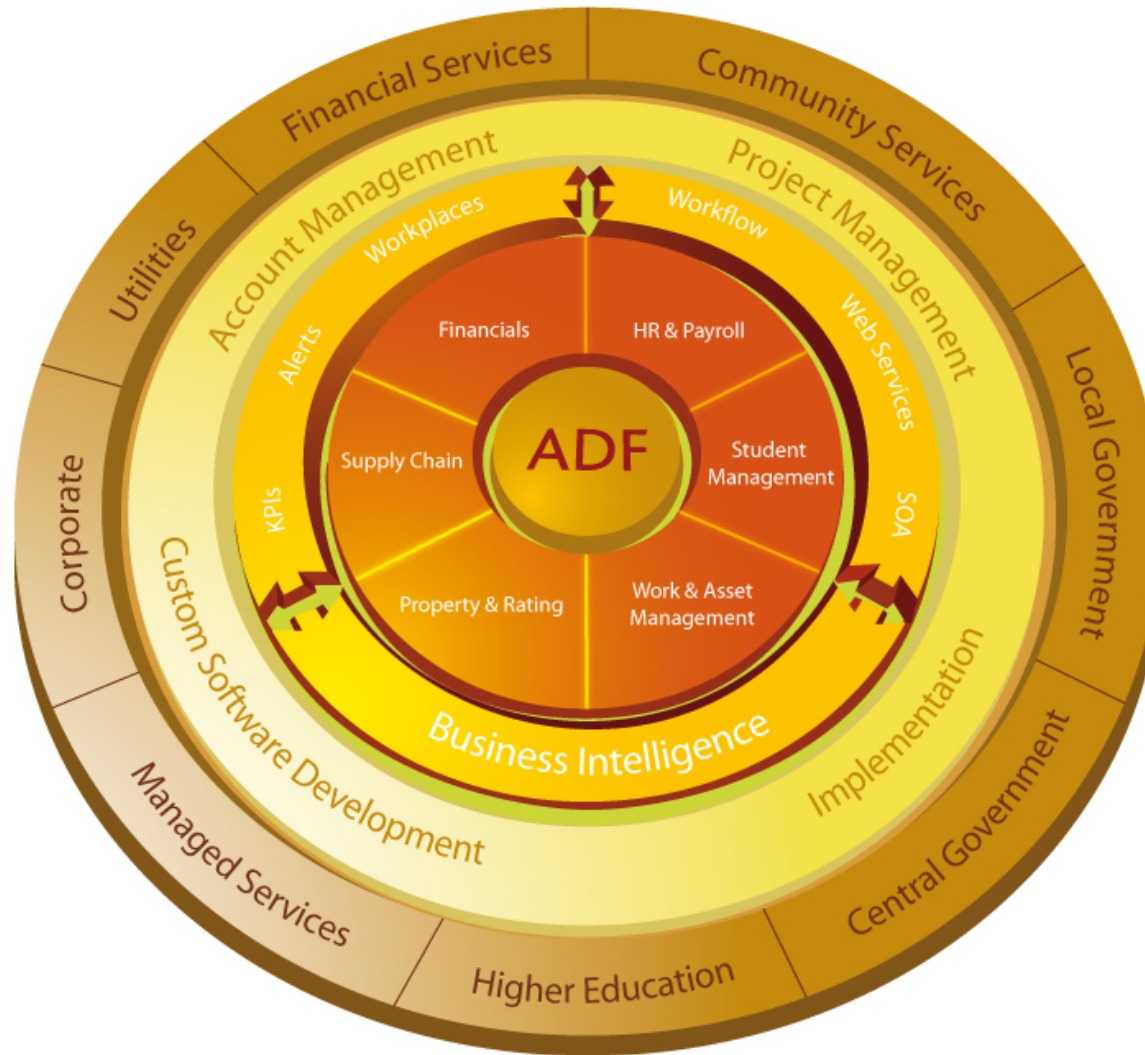 Financial Services
Community Services
Local Government
Central Government
Higher Education
Managed Services
Corporate
Utilities
Account Management
Project Management
Implementation
Custom Software Development
Workplaces
Workflow
Web Services
SOA
Business Intelligence
KPIs
Alerts
Financials
HR & Payroll
Student
Management
Work & Asset
Management
Property & Rating
Supply Chain
ADF